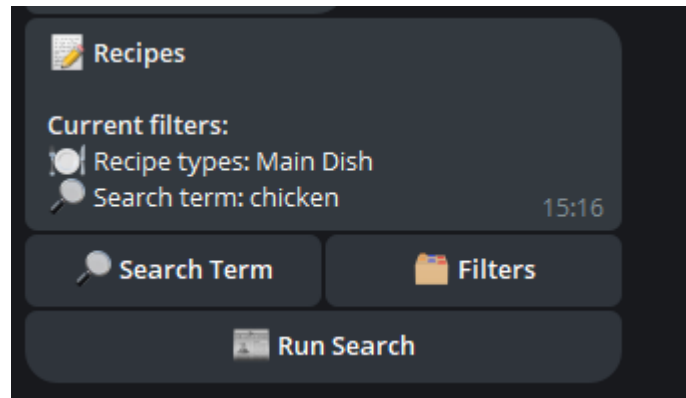 📝 Recipes
Current filters:
🍽 Recipe types: Main Dish
🔎 Search term: chicken
15:16
🔎 Search Term
🗂 Filters
🪪 Run Search